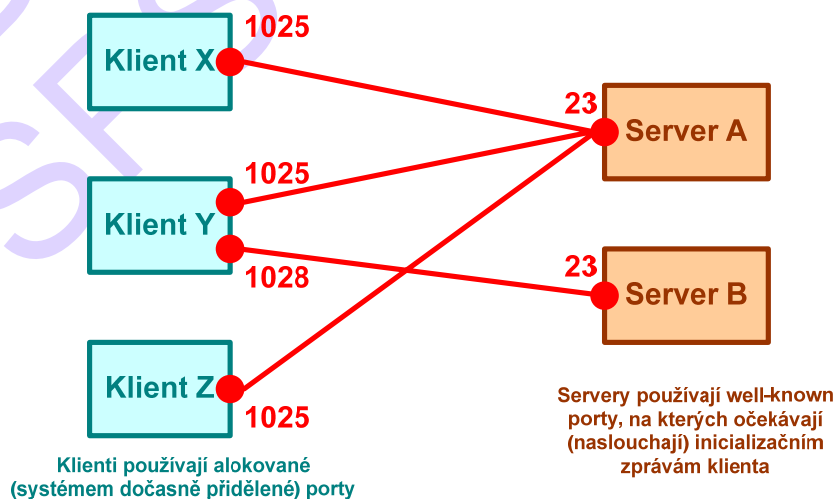 1025
Klient X
23
Server A
1025
Klient Y
1028
23
Server B
Klient Z
1025
Servery používají well-known
porty, na kterých očekávají
(naslouchají) inicializačním
zprávám klienta
Klienti používají alokované
(systémem dočasně přidělené) porty